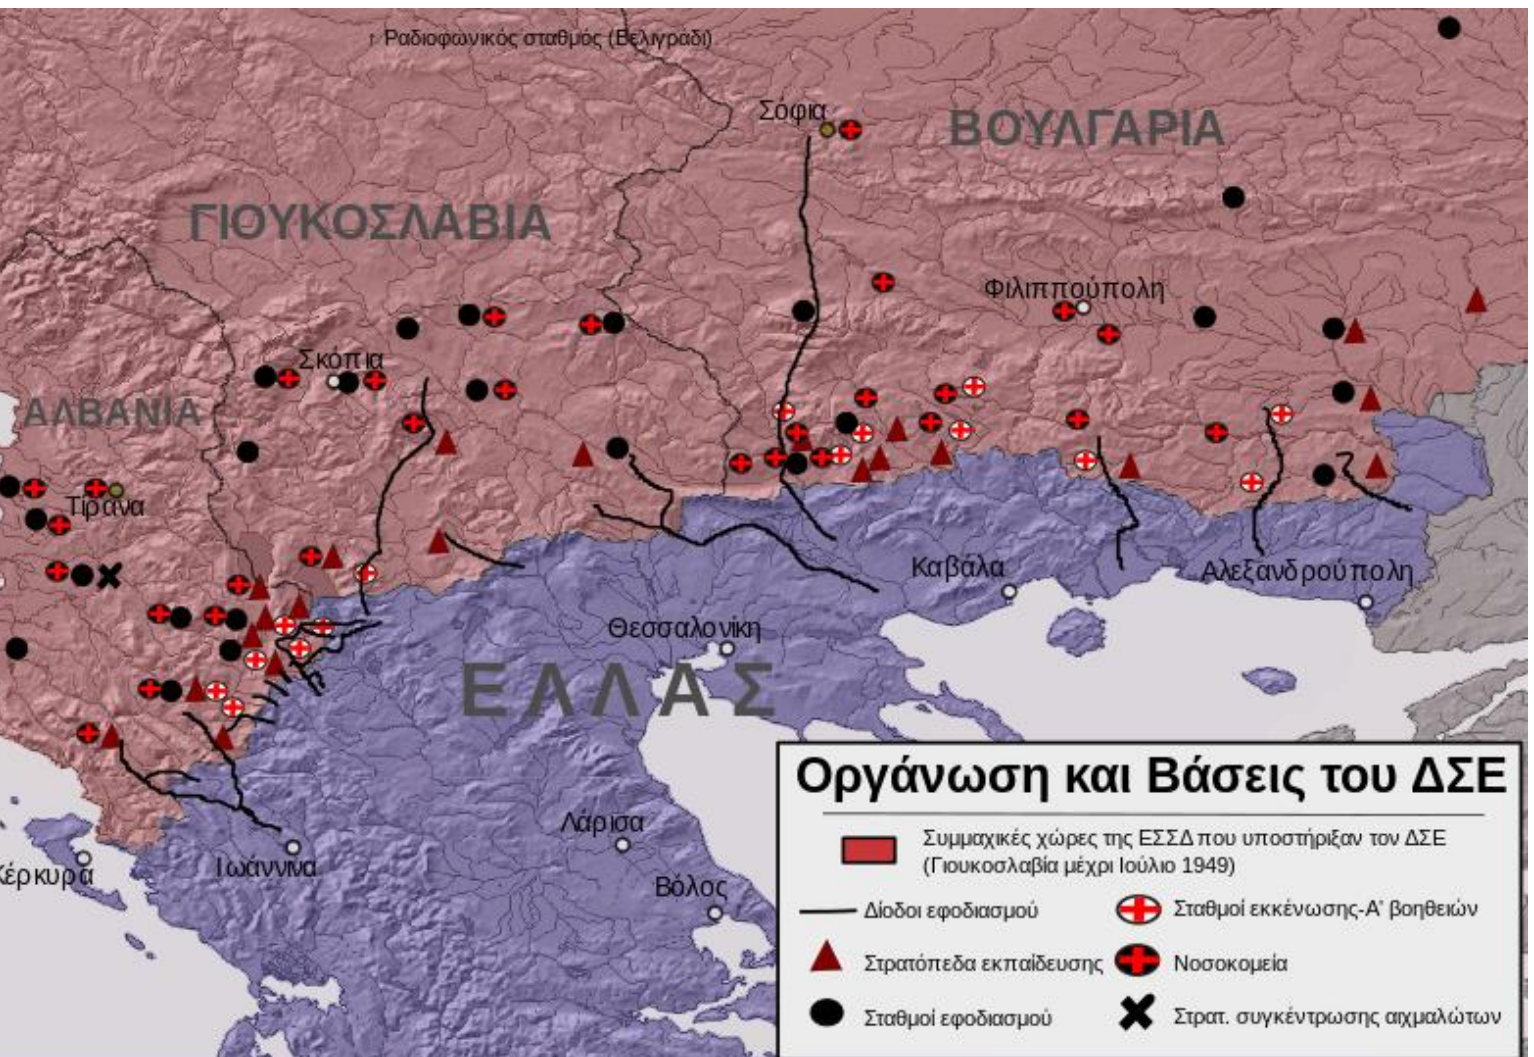 ↑ Ραδιοφωνικός σταθμός (Βελιγράδι)
Σόφια
ΒΟΥΛΓΑΡΙΑ
ΓΙΟΥΚΟΣΛΑΒΙΑ
Φιλιππούπολη
Σκόπια
ΑΛΒΑΝΙΑ
Τίρανα
Καβάλα
Αλεξανδρούπολη
Θεσσαλονίκη
ΕΛΛΑΣ
Λάρισα
Ιωάννινα
Κέρκυρα
Βόλος
Οργάνωση και Βάσεις του ΔΣΕ
Συμμαχικές χώρες της ΕΣΣΔ που υποστήριξαν τον ΔΣΕ
(Γιουκοσλαβία μέχρι Ιούλιο 1949)
Δίοδοι εφοδιασμού
Σταθμοί εκκένωσης-Α' βοηθειών
Στρατόπεδα εκπαίδευσης
Νοσοκομεία
Σταθμοί εφοδιασμού
Στρατ. συγκέντρωσης αιχμαλώτων